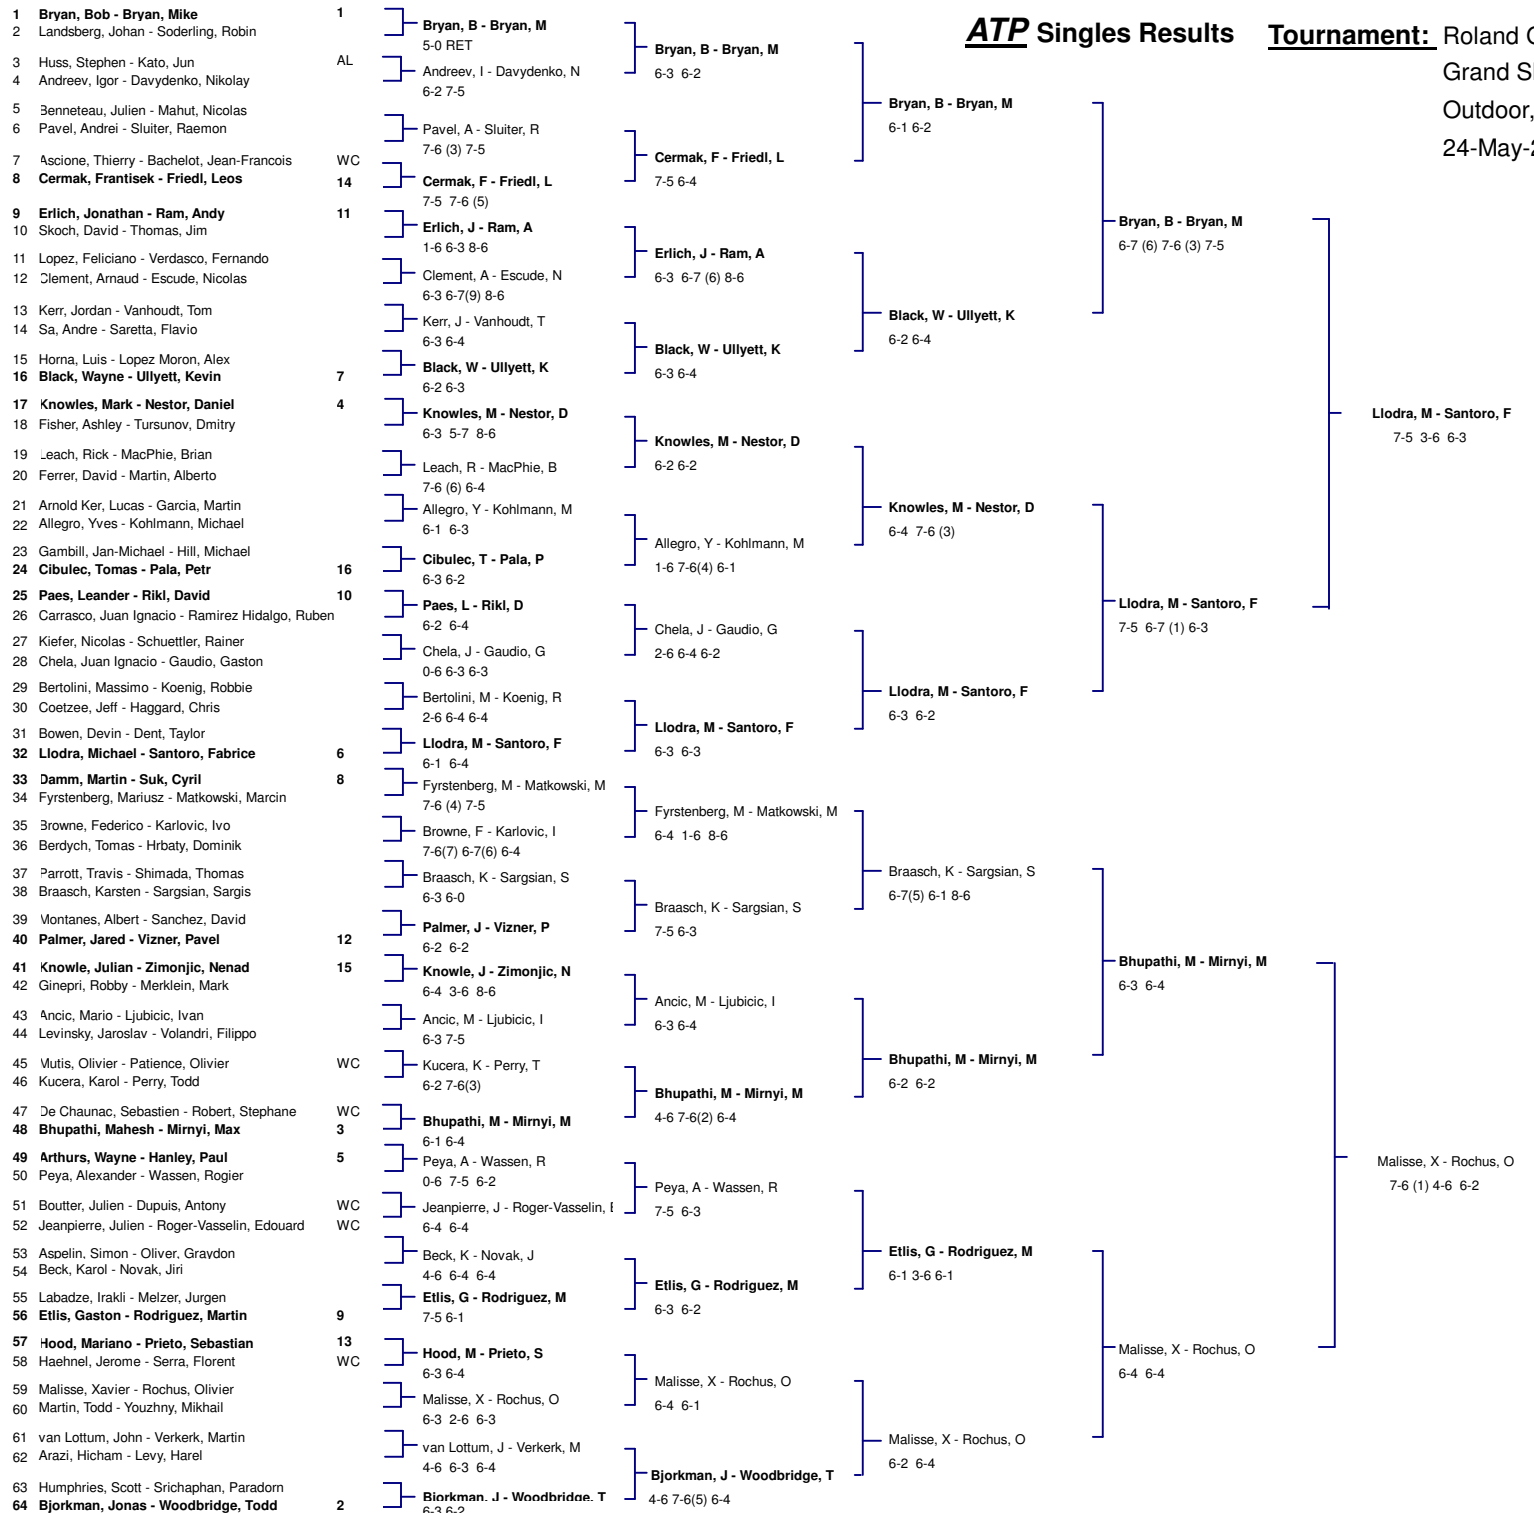 ATP Singles Results Tournament: Roland
Grand
Outdoor,
24-May-
1 Bryan, Bob - Bryan, Mike 1
2 Landsberg, Johan - Soderling, Robin
3 Huss, Stephen - Kato, Jun AL
4 Andreev, Igor - Davydenko, Nikolay
5 Benneteau, Julien - Mahut, Nicolas
6 Pavel, Andrei - Sluiter, Raemon
7 Ascione, Thierry - Bachelot, Jean-Francois WC
8 Cermak, Frantisek - Friedl, Leos 14
9 Erlich, Jonathan - Ram, Andy 11
10 Skoch, David - Thomas, Jim
11 Lopez, Feliciano - Verdasco, Fernando
12 Clement, Arnaud - Escude, Nicolas
13 Kerr, Jordan - Vanhoudt, Tom
14 Sa, Andre - Saretta, Flavio
15 Horna, Luis - Lopez Moron, Alex
16 Black, Wayne - Ullyett, Kevin 7
17 Knowles, Mark - Nestor, Daniel 4
18 Fisher, Ashley - Tursunov, Dmitry
19 Leach, Rick - MacPhie, Brian
20 Ferrer, David - Martin, Alberto
21 Arnold Ker, Lucas - Garcia, Martin
22 Allegro, Yves - Kohlmann, Michael
23 Gambill, Jan-Michael - Hill, Michael
24 Cibulec, Tomas - Pala, Petr 16
25 Paes, Leander - Rikl, David 10
26 Carrasco, Juan Ignacio - Ramirez Hidalgo, Ruben
27 Kiefer, Nicolas - Schuettler, Rainer
28 Chela, Juan Ignacio - Gaudio, Gaston
29 Bertolini, Massimo - Koenig, Robbie
30 Coetzee, Jeff - Haggard, Chris
31 Bowen, Devin - Dent, Taylor
32 Llodra, Michael - Santoro, Fabrice 6
33 Damm, Martin - Suk, Cyril 8
34 Fyrstenberg, Mariusz - Matkowski, Marcin
35 Browne, Federico - Karlovic, Ivo
36 Berdych, Tomas - Hrbaty, Dominik
37 Parrott, Travis - Shimada, Thomas
38 Braasch, Karsten - Sargsian, Sargis
39 Montanes, Albert - Sanchez, David
40 Palmer, Jared - Vizner, Pavel 12
41 Knowle, Julian - Zimonjic, Nenad 15
42 Ginepri, Robby - Merklein, Mark
43 Ancic, Mario - Ljubicic, Ivan
44 Levinsky, Jaroslav - Volandri, Filippo
45 Mutis, Olivier - Patience, Olivier WC
46 Kucera, Karol - Perry, Todd
47 De Chaunac, Sebastien - Robert, Stephane WC
48 Bhupathi, Mahesh - Mirnyi, Max 3
49 Arthurs, Wayne - Hanley, Paul 5
50 Peya, Alexander - Wassen, Rogier
51 Boutter, Julien - Dupuis, Antony WC
52 Jeanpierre, Julien - Roger-Vasselin, Edouard WC
53 Aspelin, Simon - Oliver, Graydon
54 Beck, Karol - Novak, Jiri
55 Labadze, Irakli - Melzer, Jurgen
56 Etlis, Gaston - Rodriguez, Martin 9
57 Hood, Mariano - Prieto, Sebastian 13
58 Haehnel, Jerome - Serra, Florent WC
59 Malisse, Xavier - Rochus, Olivier
60 Martin, Todd - Youzhny, Mikhail
61 van Lottum, John - Verkerk, Martin
62 Arazi, Hicham - Levy, Harel
63 Humphries, Scott - Srichaphan, Paradorn
64 Bjorkman, Jonas - Woodbridge, Todd 2
Bryan, B - Bryan, M
5-0 RET
Andreev, I - Davydenko, N
6-2 7-5
Pavel, A - Sluiter, R
7-6 (3) 7-5
Cermak, F - Friedl, L
7-5 7-6 (5)
Erlich, J - Ram, A
1-6 6-3 8-6
Clement, A - Escude, N
6-3 6-7(9) 8-6
Kerr, J - Vanhoudt, T
6-3 6-4
Black, W - Ullyett, K
6-2 6-3
Knowles, M - Nestor, D
6-3 5-7 8-6
Leach, R - MacPhie, B
7-6 (6) 6-4
Allegro, Y - Kohlmann, M
6-1 6-3
Cibulec, T - Pala, P
6-3 6-2
Paes, L - Rikl, D
6-2 6-4
Chela, J - Gaudio, G
0-6 6-3 6-3
Bertolini, M - Koenig, R
2-6 6-4 6-4
Llodra, M - Santoro, F
6-1 6-4
Fyrstenberg, M - Matkowski, M
7-6 (4) 7-5
Browne, F - Karlovic, I
7-6(7) 6-7(6) 6-4
Braasch, K - Sargsian, S
6-3 6-0
Palmer, J - Vizner, P
6-2 6-2
Knowle, J - Zimonjic, N
6-4 3-6 8-6
Ancic, M - Ljubicic, I
6-3 7-5
Kucera, K - Perry, T
6-2 7-6(3)
Bhupathi, M - Mirnyi, M
6-1 6-4
Peya, A - Wassen, R
0-6 7-5 6-2
Jeanpierre, J - Roger-Vasselin,
6-4 6-4
Beck, K - Novak, J
4-6 6-4 6-4
Etlis, G - Rodriguez, M
7-5 6-1
Hood, M - Prieto, S
6-3 6-4
Malisse, X - Rochus, O
6-3 2-6 6-3
van Lottum, J - Verkerk, M
4-6 6-3 6-4
Bjorkman, J - Woodbridge, T
6-3 6-2
Bryan, B - Bryan, M
6-3 6-2
Cermak, F - Friedl, L
7-5 6-4
Erlich, J - Ram, A
6-3 6-7 (6) 8-6
Black, W - Ullyett, K
6-3 6-4
Knowles, M - Nestor, D
6-2 6-2
Allegro, Y - Kohlmann, M
1-6 7-6(4) 6-1
Chela, J - Gaudio, G
2-6 6-4 6-2
Llodra, M - Santoro, F
6-3 6-3
Fyrstenberg, M - Matkowski, M
6-4 1-6 8-6
Braasch, K - Sargsian, S
7-5 6-3
Ancic, M - Ljubicic, I
6-3 6-4
Bhupathi, M - Mirnyi, M
4-6 7-6(2) 6-4
Peya, A - Wassen, R
7-5 6-3
Etlis, G - Rodriguez, M
6-3 6-2
Malisse, X - Rochus, O
6-4 6-1
Bjorkman, J - Woodbridge, T
4-6 7-6(5) 6-4
Bryan, B - Bryan, M
6-1 6-2
Black, W - Ullyett, K
6-2 6-4
Knowles, M - Nestor, D
6-4 7-6 (3)
Llodra, M - Santoro, F
6-3 6-2
Braasch, K - Sargsian, S
6-7(5) 6-1 8-6
Bhupathi, M - Mirnyi, M
6-2 6-2
Etlis, G - Rodriguez, M
6-1 3-6 6-1
Malisse, X - Rochus, O
6-2 6-4
Bryan, B - Bryan, M
6-7 (6) 7-6 (3) 7-5
Llodra, M - Santoro, F
7-5 6-7 (1) 6-3
Bhupathi, M - Mirnyi, M
6-3 6-4
Malisse, X - Rochus, O
6-4 6-4
Llodra, M - Santoro, F
7-5 3-6 6-3
Malisse, X - Rochus, O
7-6 (1) 4-6 6-2